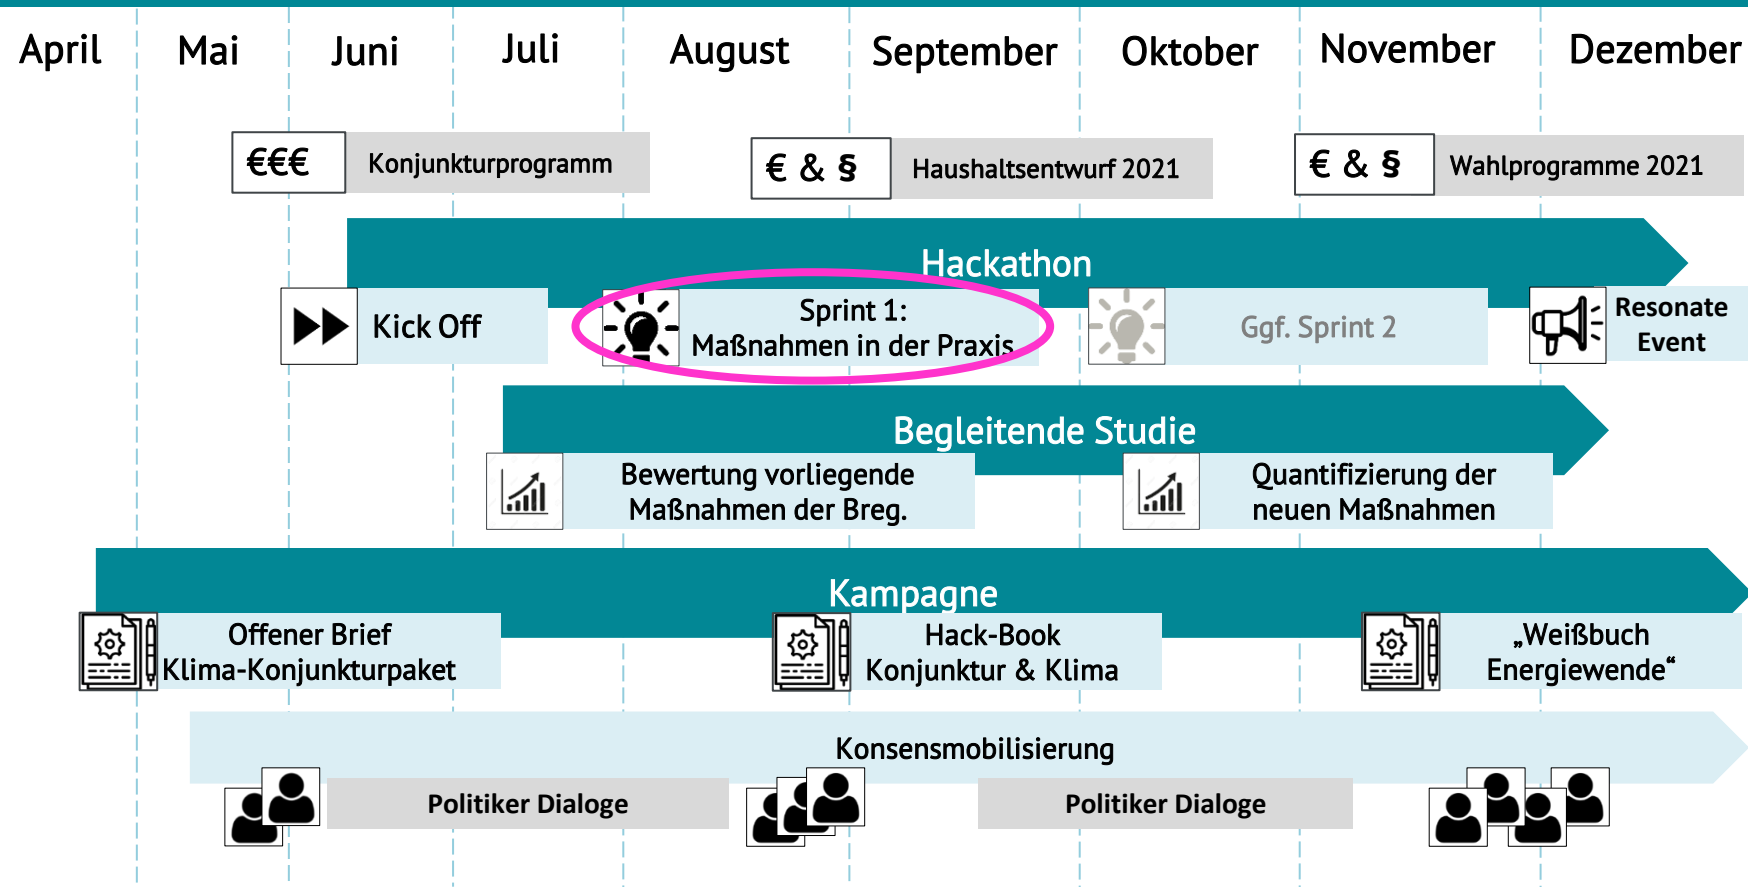 April Mai Juni Juli August September Oktober November Dezember
€€€ Konjunkturprogramm
€ & § Haushaltsentwurf 2021
€ & § Wahlprogramme 2021
Hackathon
Kick Off
Sprint 1:
Maßnahmen in der Praxis
Ggf. Sprint 2
Resonate
Event
Begleitende Studie
Bewertung vorliegende
Maßnahmen der Breg.
Quantifizierung der
neuen Maßnahmen
Kampagne
Offener Brief
Klima-Konjunkturpaket
Hack-Book
Konjunktur & Klima
„Weißbuch
Energiewende“
Konsensmobilisierung
Politiker Dialoge
Politiker Dialoge